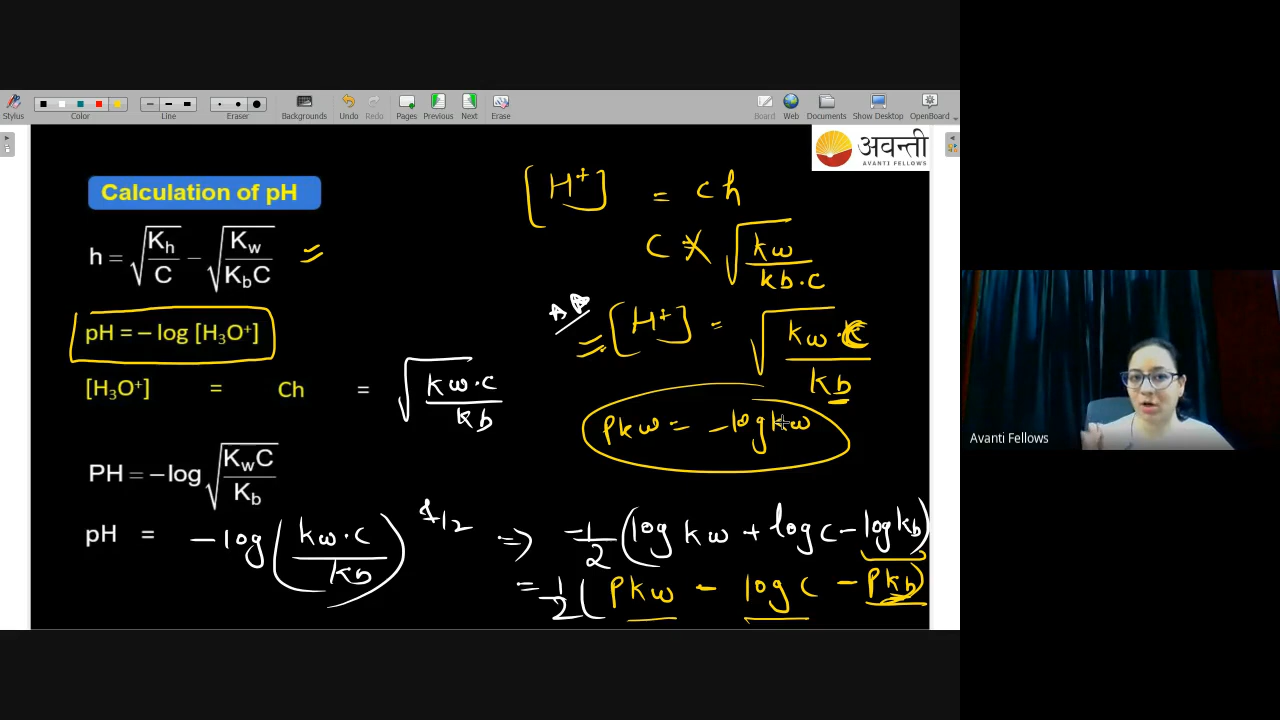 Stylus
Color
Line
Eraser
Backgrounds
Undo
Redo
Pages
Previous
Next
Erase
Board
Web
Documents
Show Desktop
OpenBoard
अवन्ती
AVANTI FELLOWS
Calculation of pH
h = √(Kh/C) − √(Kw/KbC)
pH = − log [H₃O⁺]
[H₃O⁺] = Ch = √(kw·c/kb)
PH = −log √(KwC/Kb)
pH = −log (kw·c/kb)^1/2 ⇒ −1/2 (log kw + log c − log kb)
= 1/2 (pkw − log c − pkb)
[H⁺] = c h
c × √(kw/kb·c)
[H⁺] = √(kw·c/kb)
pkw = −log kw
Avanti Fellows